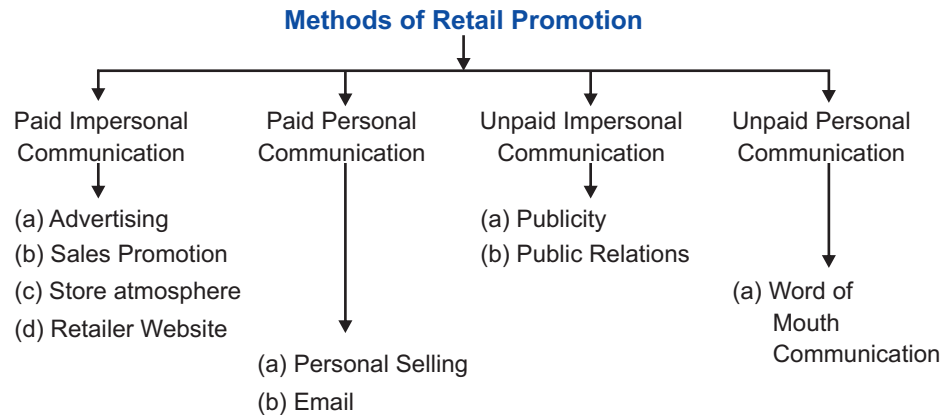 Methods of Retail Promotion
Paid Impersonal
Communication
(a) Advertising
(b) Sales Promotion
(c) Store atmosphere
(d) Retailer Website
Paid Personal
Communication
(a) Personal Selling
(b) Email
Unpaid Impersonal
Communication
(a) Publicity
(b) Public Relations
Unpaid Personal
Communication
(a) Word of
Mouth
Communication